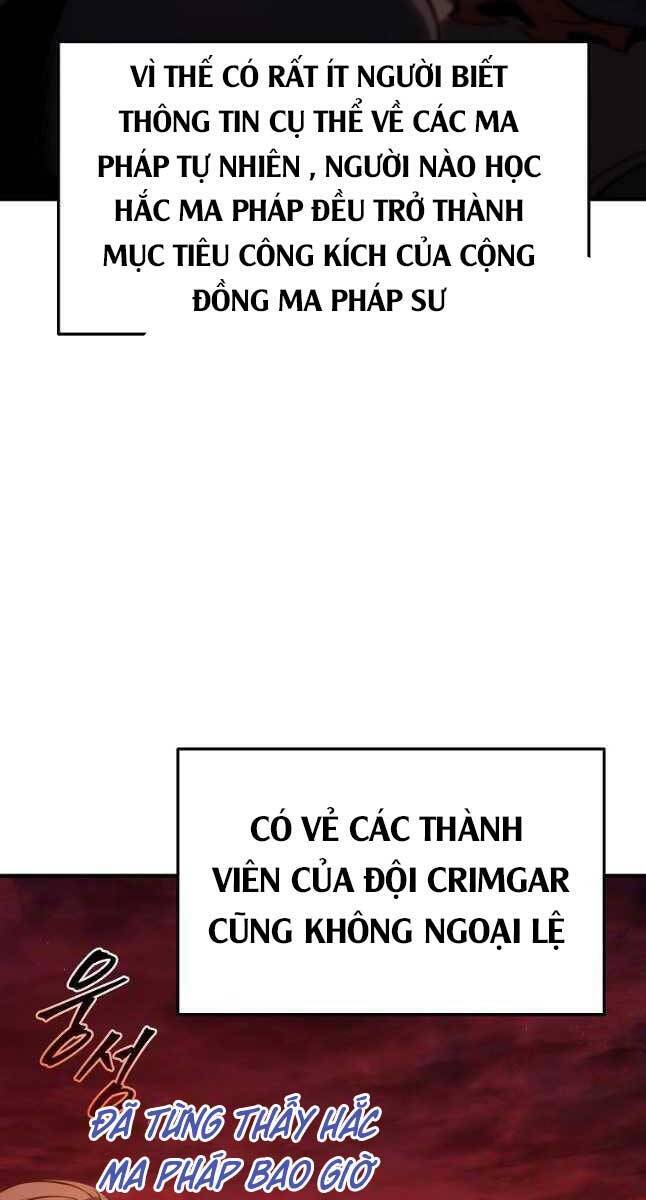 VÌ THẾ CÓ RẤT ÍT NGƯỜI BIẾT
THÔNG TIN CỤ THỂ VỀ CÁC MA
PHÁP TỰ NHIÊN , NGƯỜI NÀO HỌC
HẮC MA PHÁP ĐỀU TRỞ THÀNH
MỤC TIÊU CÔNG KÍCH CỦA CỘNG
ĐỒNG MA PHÁP SƯ
CÓ VẺ CÁC THÀNH
VIÊN CỦA ĐỘI CRIMGAR
CŨNG KHÔNG NGOẠI LỆ
웅성
ĐÃ TỪNG THẤY HẮC
MA PHÁP BAO GIỜ